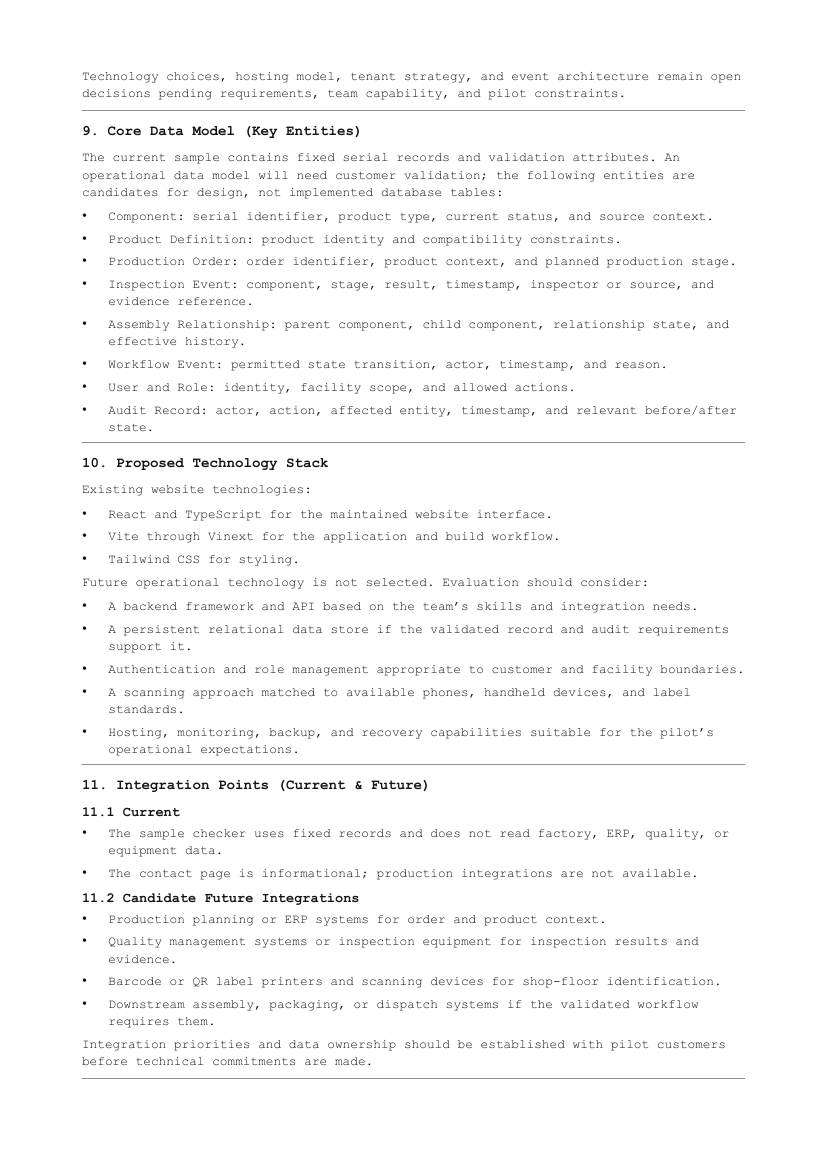 Technology choices, hosting model, tenant strategy, and event architecture remain open
decisions pending requirements, team capability, and pilot constraints.
9. Core Data Model (Key Entities)
The current sample contains fixed serial records and validation attributes. An
operational data model will need customer validation; the following entities are
candidates for design, not implemented database tables:
• Component: serial identifier, product type, current status, and source context.
• Product Definition: product identity and compatibility constraints.
• Production Order: order identifier, product context, and planned production stage.
• Inspection Event: component, stage, result, timestamp, inspector or source, and
evidence reference.
• Assembly Relationship: parent component, child component, relationship state, and
effective history.
• Workflow Event: permitted state transition, actor, timestamp, and reason.
• User and Role: identity, facility scope, and allowed actions.
• Audit Record: actor, action, affected entity, timestamp, and relevant before/after
state.
10. Proposed Technology Stack
Existing website technologies:
• React and TypeScript for the maintained website interface.
• Vite through Vinext for the application and build workflow.
• Tailwind CSS for styling.
Future operational technology is not selected. Evaluation should consider:
• A backend framework and API based on the team’s skills and integration needs.
• A persistent relational data store if the validated record and audit requirements
support it.
• Authentication and role management appropriate to customer and facility boundaries.
• A scanning approach matched to available phones, handheld devices, and label
standards.
• Hosting, monitoring, backup, and recovery capabilities suitable for the pilot’s
operational expectations.
11. Integration Points (Current & Future)
11.1 Current
• The sample checker uses fixed records and does not read factory, ERP, quality, or
equipment data.
• The contact page is informational; production integrations are not available.
11.2 Candidate Future Integrations
• Production planning or ERP systems for order and product context.
• Quality management systems or inspection equipment for inspection results and
evidence.
• Barcode or QR label printers and scanning devices for shop-floor identification.
• Downstream assembly, packaging, or dispatch systems if the validated workflow
requires them.
Integration priorities and data ownership should be established with pilot customers
before technical commitments are made.